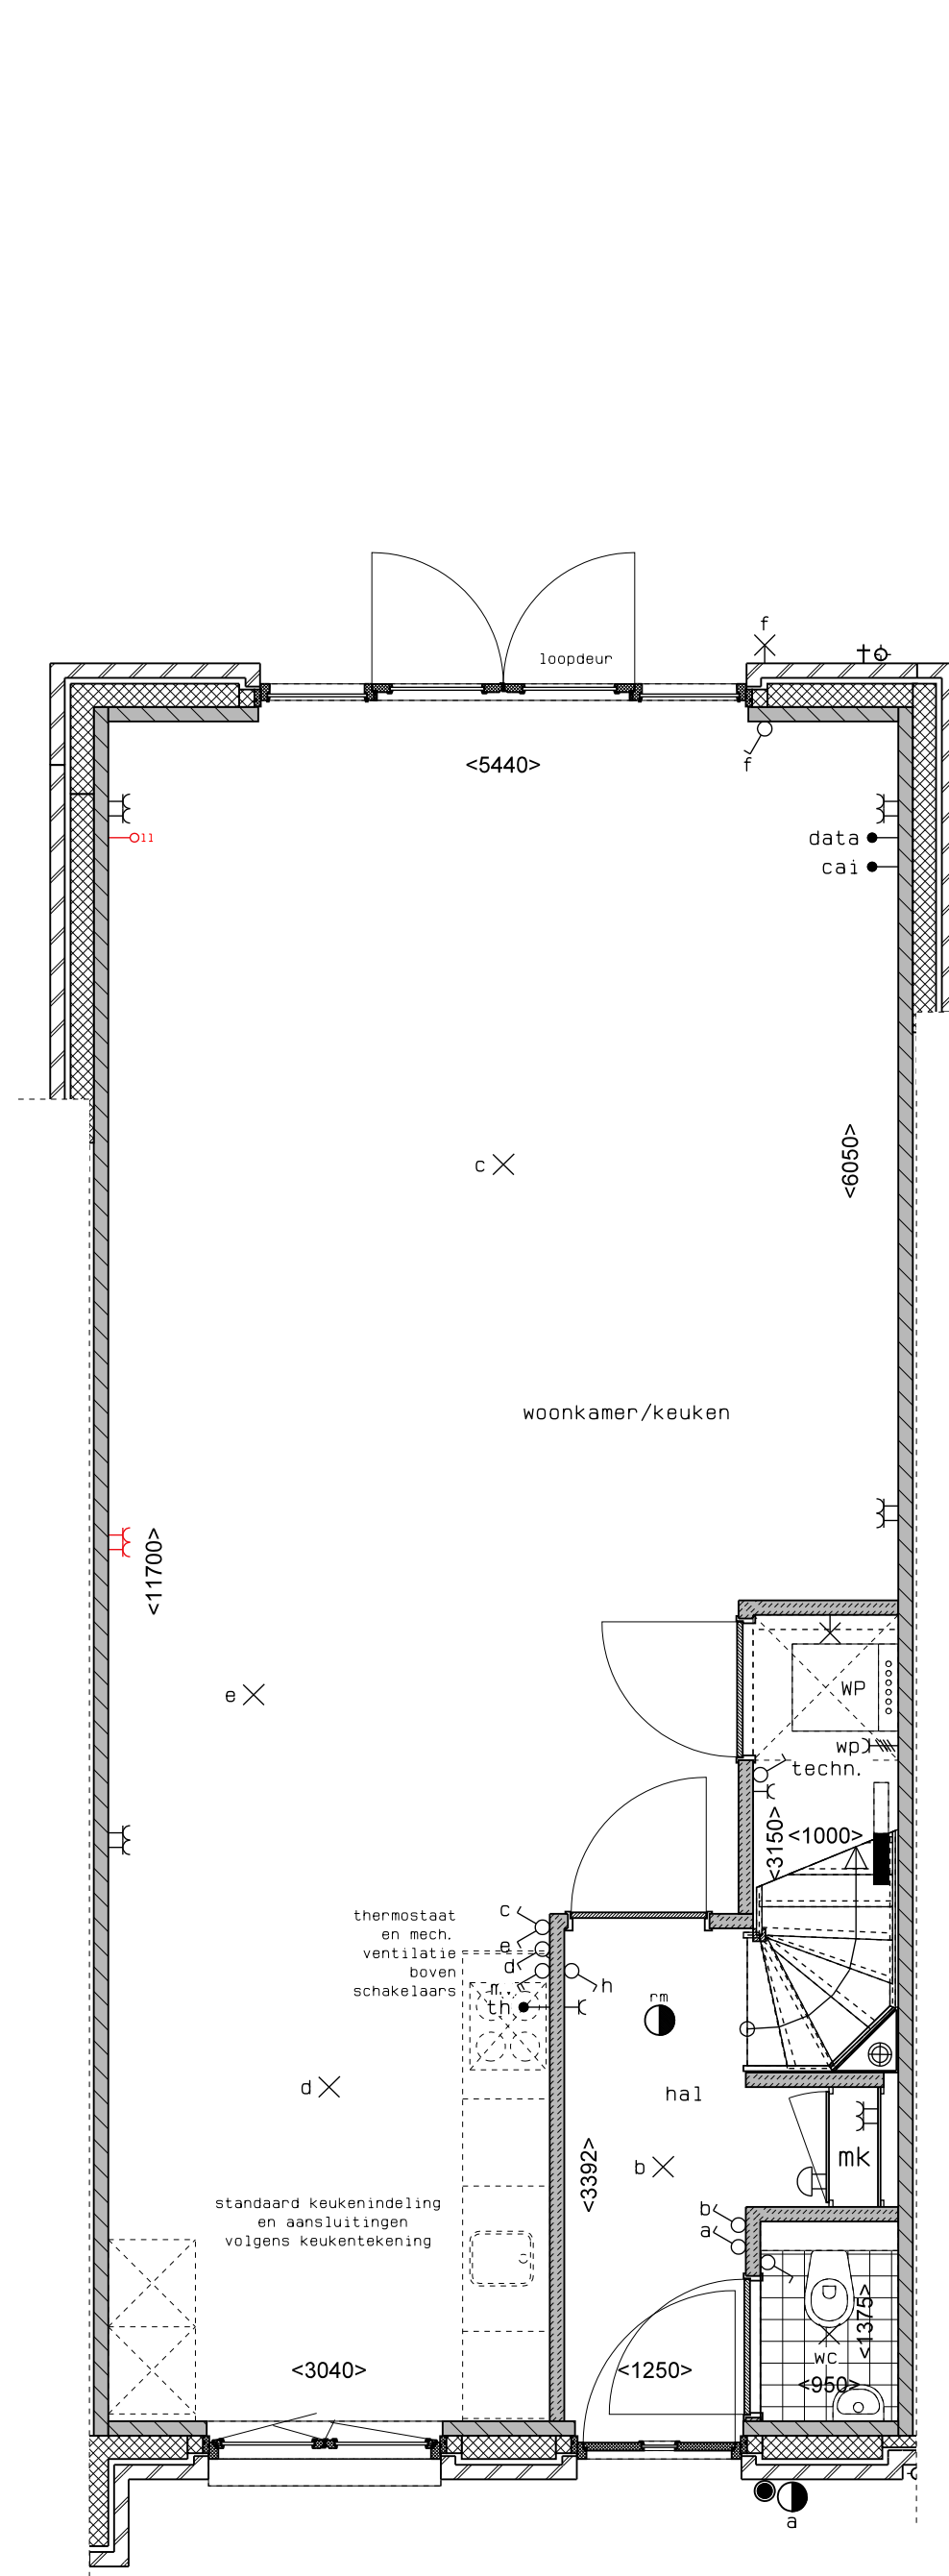 f
loopdeur
<5440>
f
11
data
cai
<6050>
c
woonkamer/keuken
<11700>
e
WP
wp
techn.
<3150>
<1000>
thermostaat
en mech.
ventilatie
boven
schakelaars
c
e
d
h
th
rm
d
hal
mk
b
<3392>
standaard keukenindeling
en aansluitingen
volgens keukentekening
b
a
<1375>
wc
<950>
<3040>
<1250>
a